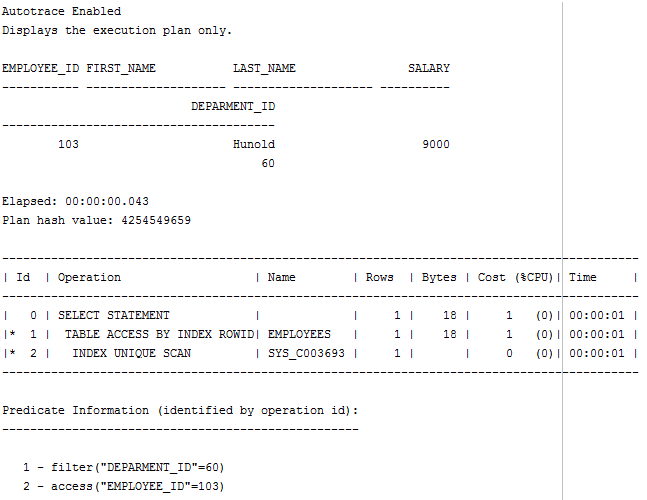 Autotrace Enabled
Displays the execution plan only.
EMPLOYEE_ID FIRST_NAME           LAST_NAME                SALARY
----------- -------------------- -------------------- ----------
                           DEPARMENT_ID
---------------------------------------
        103                      Hunold                     9000
                                     60
Elapsed: 00:00:00.043
Plan hash value: 4254549659
-------------------------------------------------------------------------------------------
| Id  | Operation                   | Name        | Rows  | Bytes | Cost (%CPU)| Time     |
-------------------------------------------------------------------------------------------
|   0 | SELECT STATEMENT            |             |     1 |    18 |     1   (0)| 00:00:01 |
|*  1 |  TABLE ACCESS BY INDEX ROWID| EMPLOYEES   |     1 |    18 |     1   (0)| 00:00:01 |
|*  2 |   INDEX UNIQUE SCAN         | SYS_C003693 |     1 |       |     0   (0)| 00:00:01 |
-------------------------------------------------------------------------------------------
Predicate Information (identified by operation id):
---------------------------------------------------
   1 - filter("DEPARMENT_ID"=60)
   2 - access("EMPLOYEE_ID"=103)